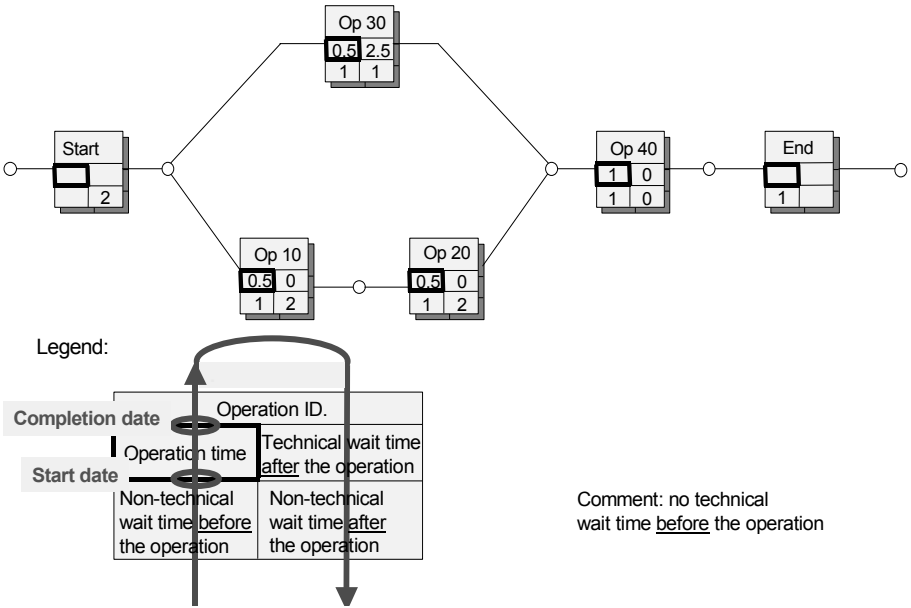 Op 30
0.5 2.5
1 1
Start
2
Op 40
1 0
1 0
End
1
Op 10
0.5 0
1 2
Op 20
0.5 0
1 2
Legend:
Operation ID.
Completion date
Operation time
Technical wait time
after the operation
Start date
Non-technical
wait time before
the operation
Non-technical
wait time after
the operation
Comment: no technical
wait time before the operation